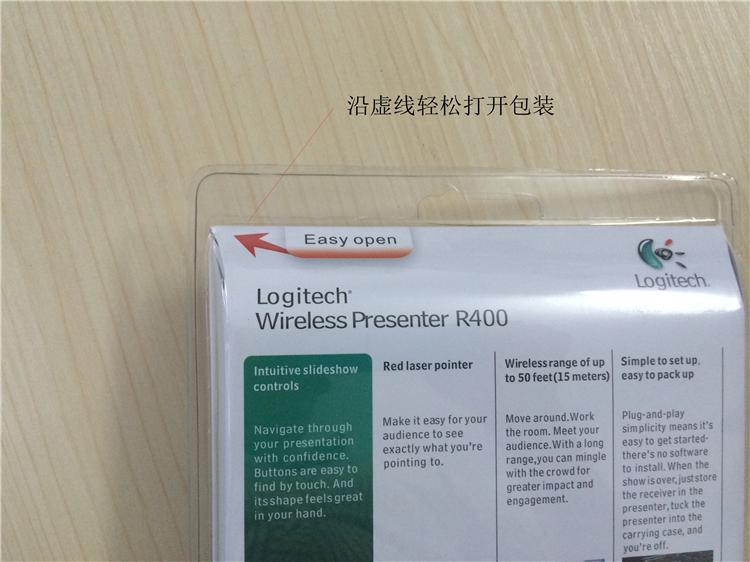 沿虚线轻松打开包装
Easy open
Logitech
Logitech®
Wireless Presenter R400
Intuitive slideshow
controls
Navigate through
your presentation
with confidence.
Buttons are easy to
find by touch. And
its shape feels great
in your hand.
Red laser pointer
Make it easy for your
audience to see
exactly what you're
pointing to.
Wireless range of up
to 50 feet(15 meters)
Move around.Work
the room. Meet your
audience.With a long
range,you can mingle
with the crowd for
greater impact and
engagement.
Simple to set up,
easy to pack up
Plug-and-play
simplicity means it's
easy to get started-
there's no software
to install. When the
show is over,just store
the receiver in the
presenter,tuck the
presenter into the
carrying case, and
you're off.